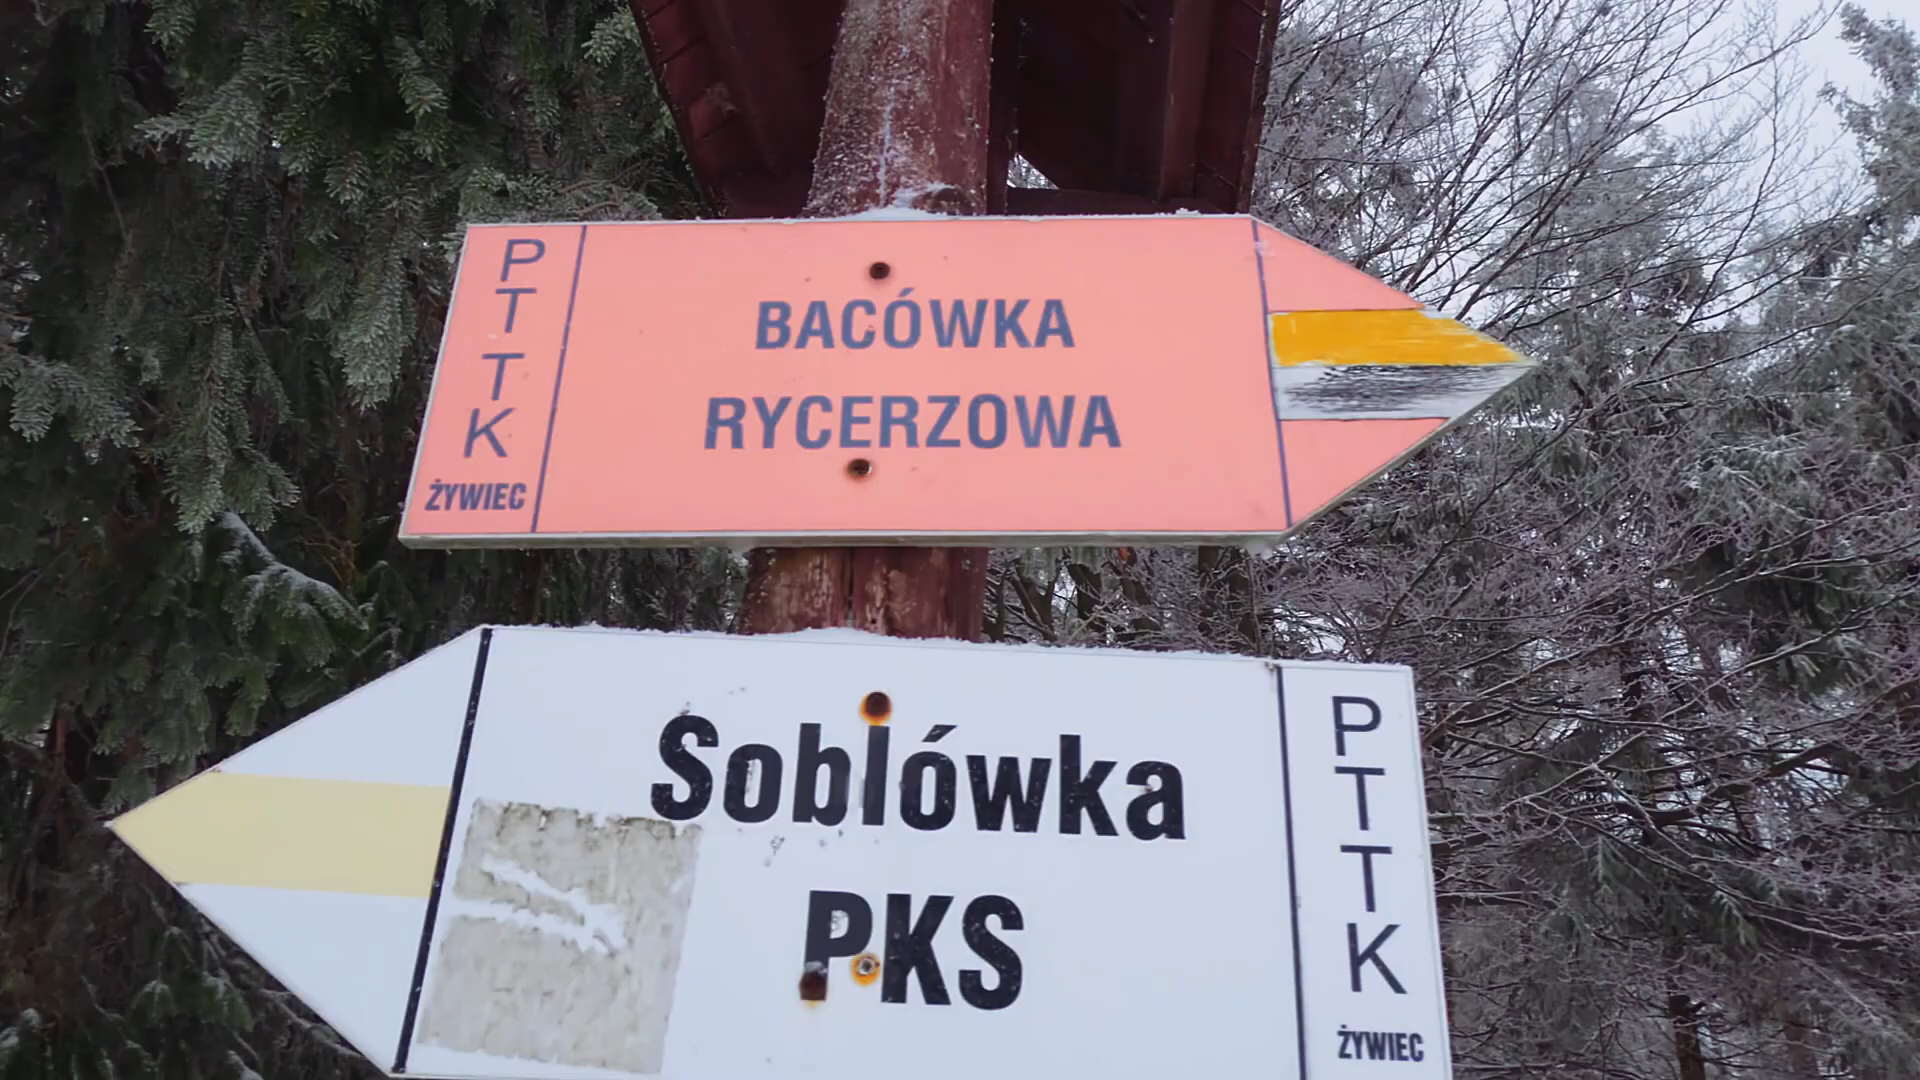 PTTK
ŻYWIEC
BACÓWKA
RYCERZOWA
Soblówka
PKS
PTTK
ŻYWIEC